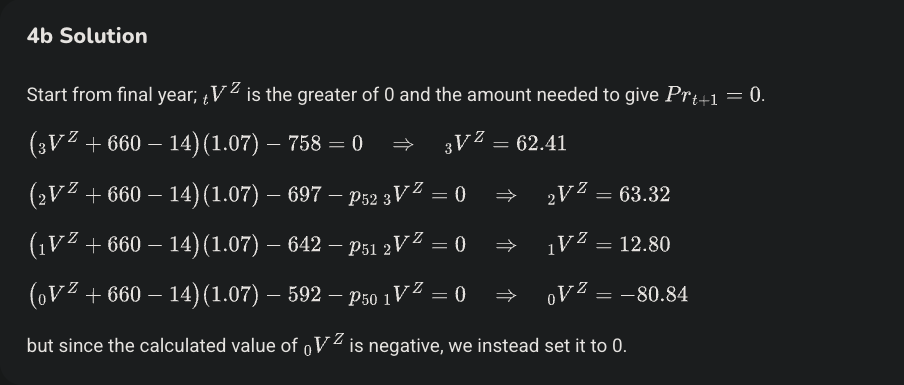 4b Solution
Start from final year; ₜV^Z is the greater of 0 and the amount needed to give Prₜ₊₁ = 0.
(₃V^Z + 660 − 14)(1.07) − 758 = 0 ⇒ ₃V^Z = 62.41
(₂V^Z + 660 − 14)(1.07) − 697 − p₅₂ ₃V^Z = 0 ⇒ ₂V^Z = 63.32
(₁V^Z + 660 − 14)(1.07) − 642 − p₅₁ ₂V^Z = 0 ⇒ ₁V^Z = 12.80
(₀V^Z + 660 − 14)(1.07) − 592 − p₅₀ ₁V^Z = 0 ⇒ ₀V^Z = −80.84
but since the calculated value of ₀V^Z is negative, we instead set it to 0.